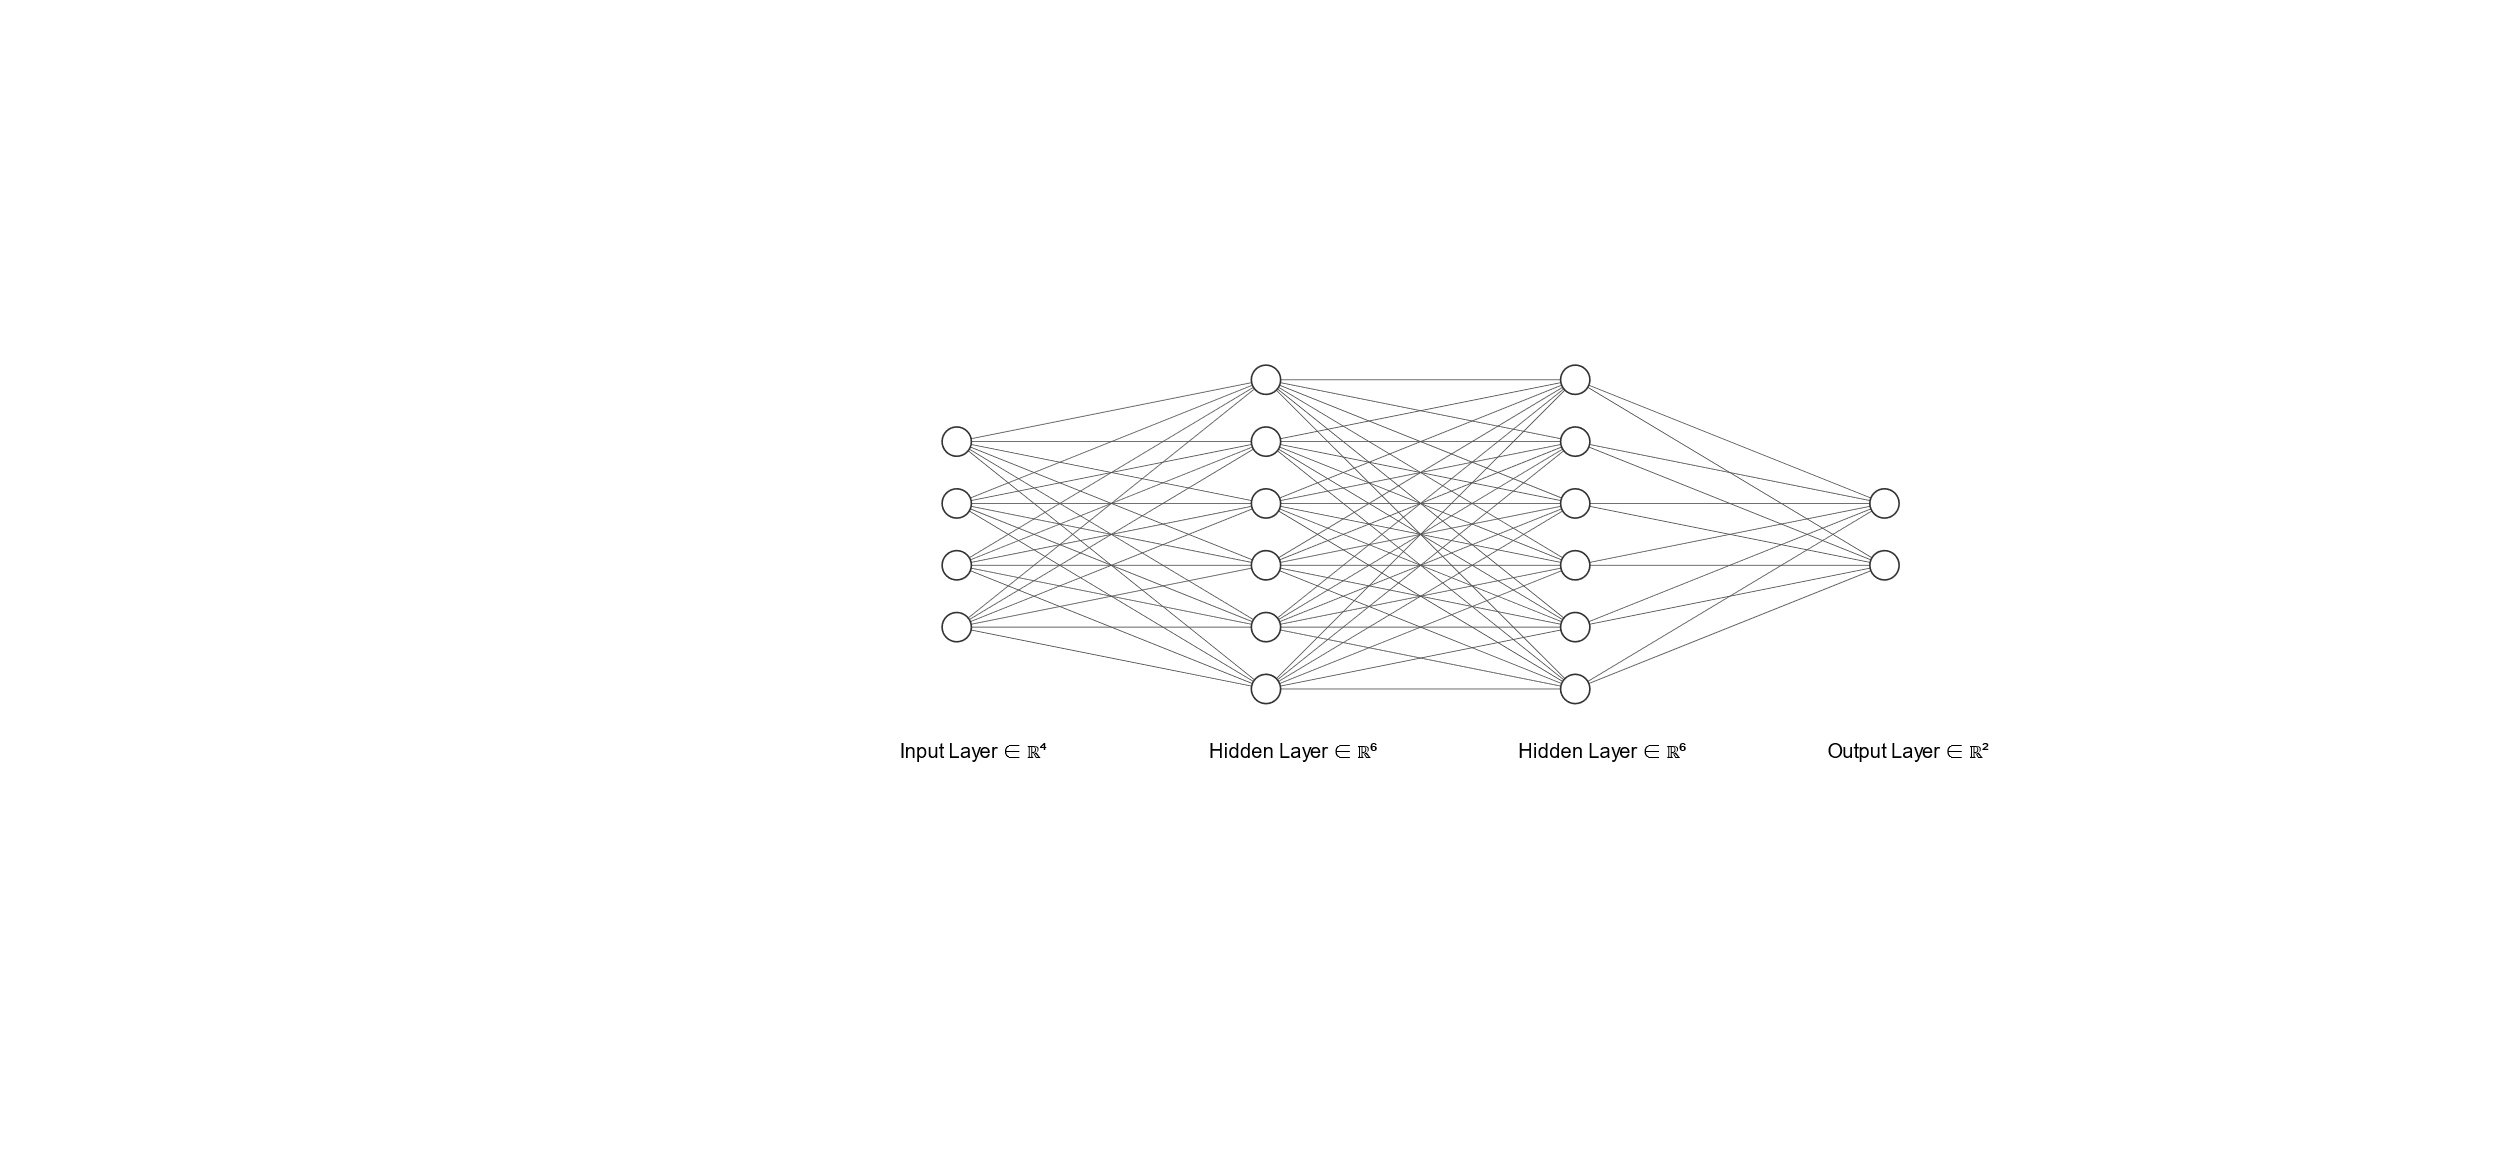 Input Layer ∈ ℝ⁴
Hidden Layer ∈ ℝ⁶
Hidden Layer ∈ ℝ⁶
Output Layer ∈ ℝ²